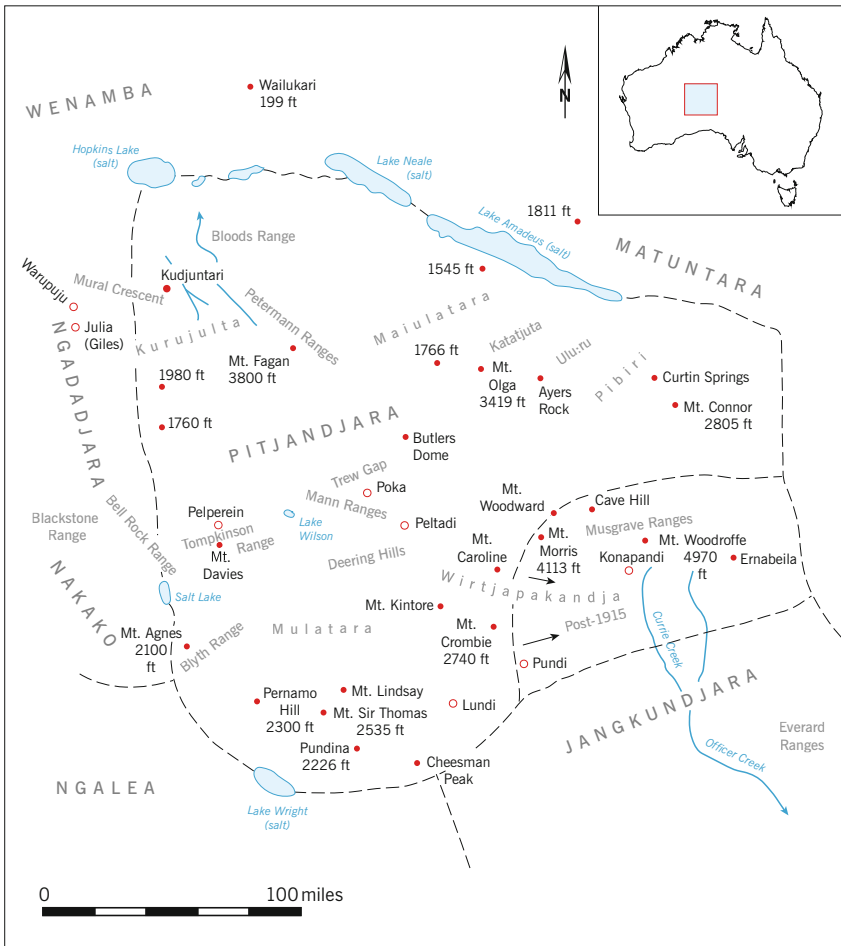 Wailukari
199 ft
WENAMBA
N
Hopkins Lake
(salt)
Lake Neale
(salt)
Lake Amadeus (salt)
1811 ft
MATUNTARA
Bloods Range
1545 ft
Warupuju
Mural Crescent
Kudjuntari
Julia
(Giles)
Kurujulta
Petermann Ranges
Maiulatara
Katatjuta
Ulu:ru
Pibiri
NGADADJARA
Mt. Fagan
3800 ft
1766 ft
Mt.
Olga
3419 ft
Ayers
Rock
Curtin Springs
1980 ft
Mt. Connor
2805 ft
1760 ft
PITJANDJARA
Butlers
Dome
Trew Gap
Poka
Mann Ranges
Mt.
Woodward
Cave Hill
Blackstone
Range
Bell Rock Range
Pelperein
Tompkinson
Range
Mt.
Davies
Lake
Wilson
Peltadi
Deering Hills
Mt.
Morris
4113 ft
Musgrave Ranges
Mt. Woodroffe
4970
ft
Ernabeila
Konapandi
Mt.
Caroline
Wirtjapakandja
NAKAKO
Salt Lake
Mt. Kintore
Post-1915
Currie Creek
Mt. Agnes
2100
ft
Blyth Range
Mulatara
Mt.
Crombie
2740 ft
Pundi
Pernamo
Hill
2300 ft
Mt. Lindsay
Mt. Sir Thomas
2535 ft
Lundi
JANGKUNDJARA
Pundina
2226 ft
Cheesman
Peak
Officer Creek
Everard
Ranges
NGALEA
Lake Wright
(salt)
0
100 miles